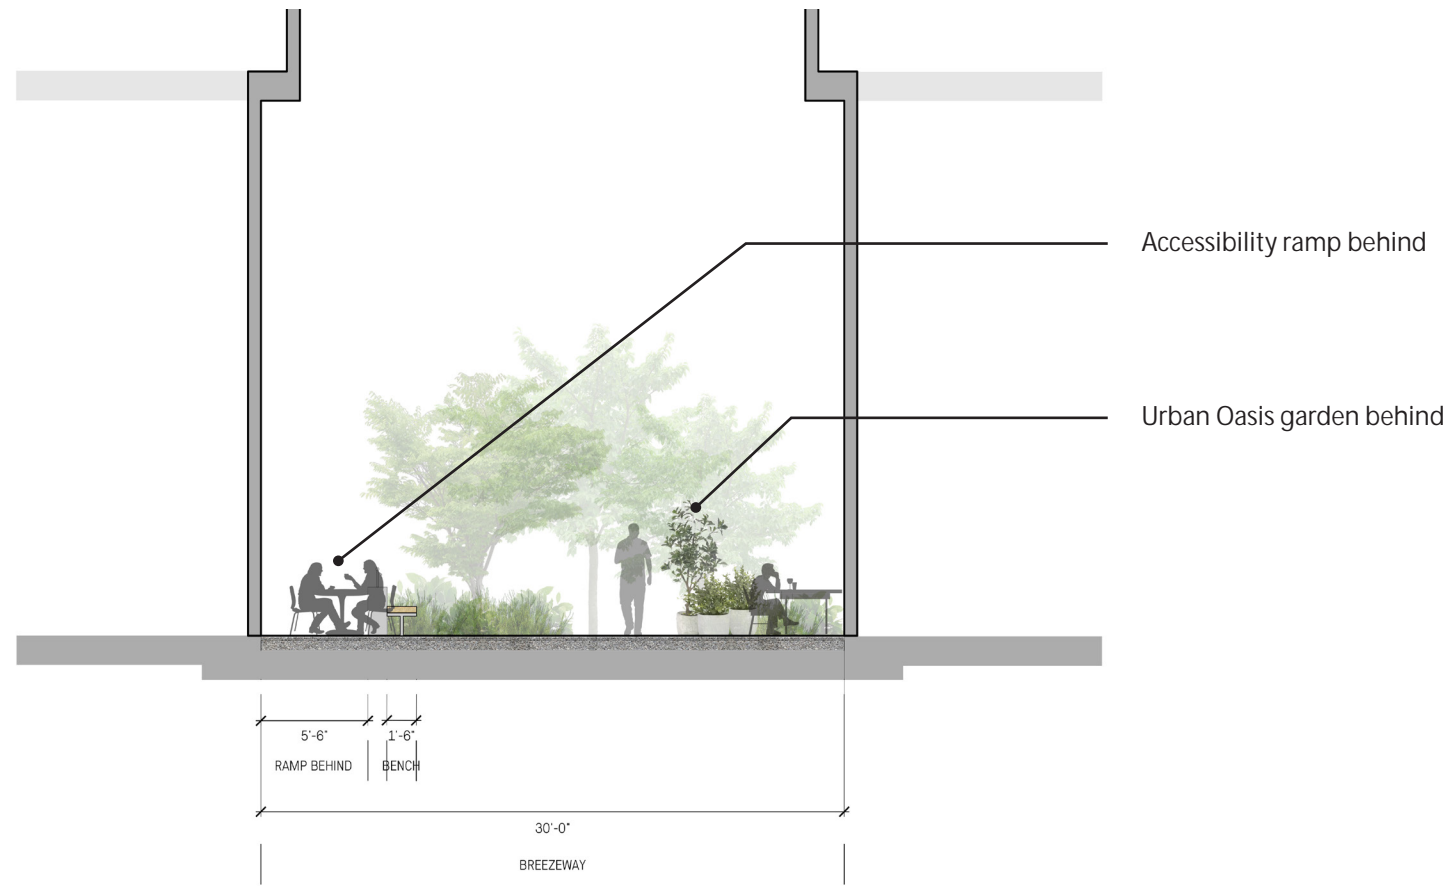 Accessibility ramp behind
Urban Oasis garden behind
5'-6"
1'-6"
RAMP BEHIND
BENCH
30'-0"
BREEZEWAY